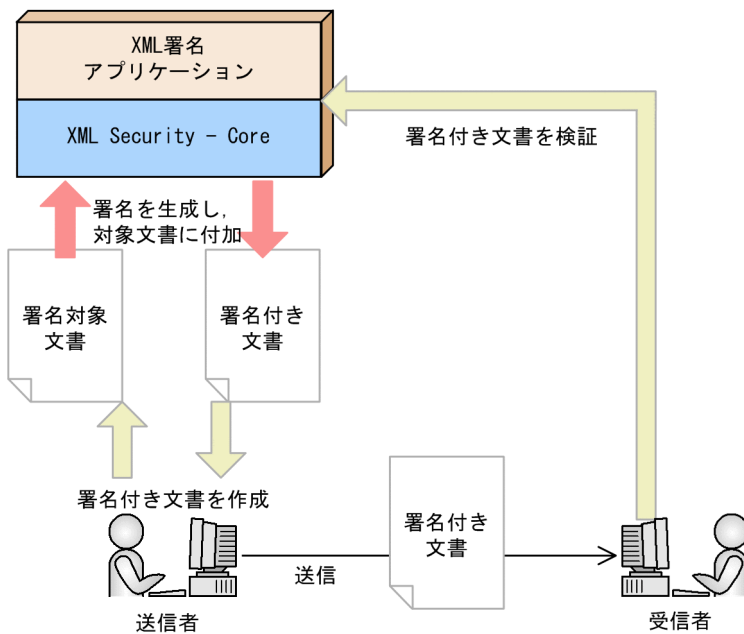 XML署名
アプリケーション
XML Security - Core
署名付き文書を検証
署名を生成し,
対象文書に付加
署名対象
文書
署名付き
文書
署名付き文書を作成
署名付き
文書
送信
送信者
受信者